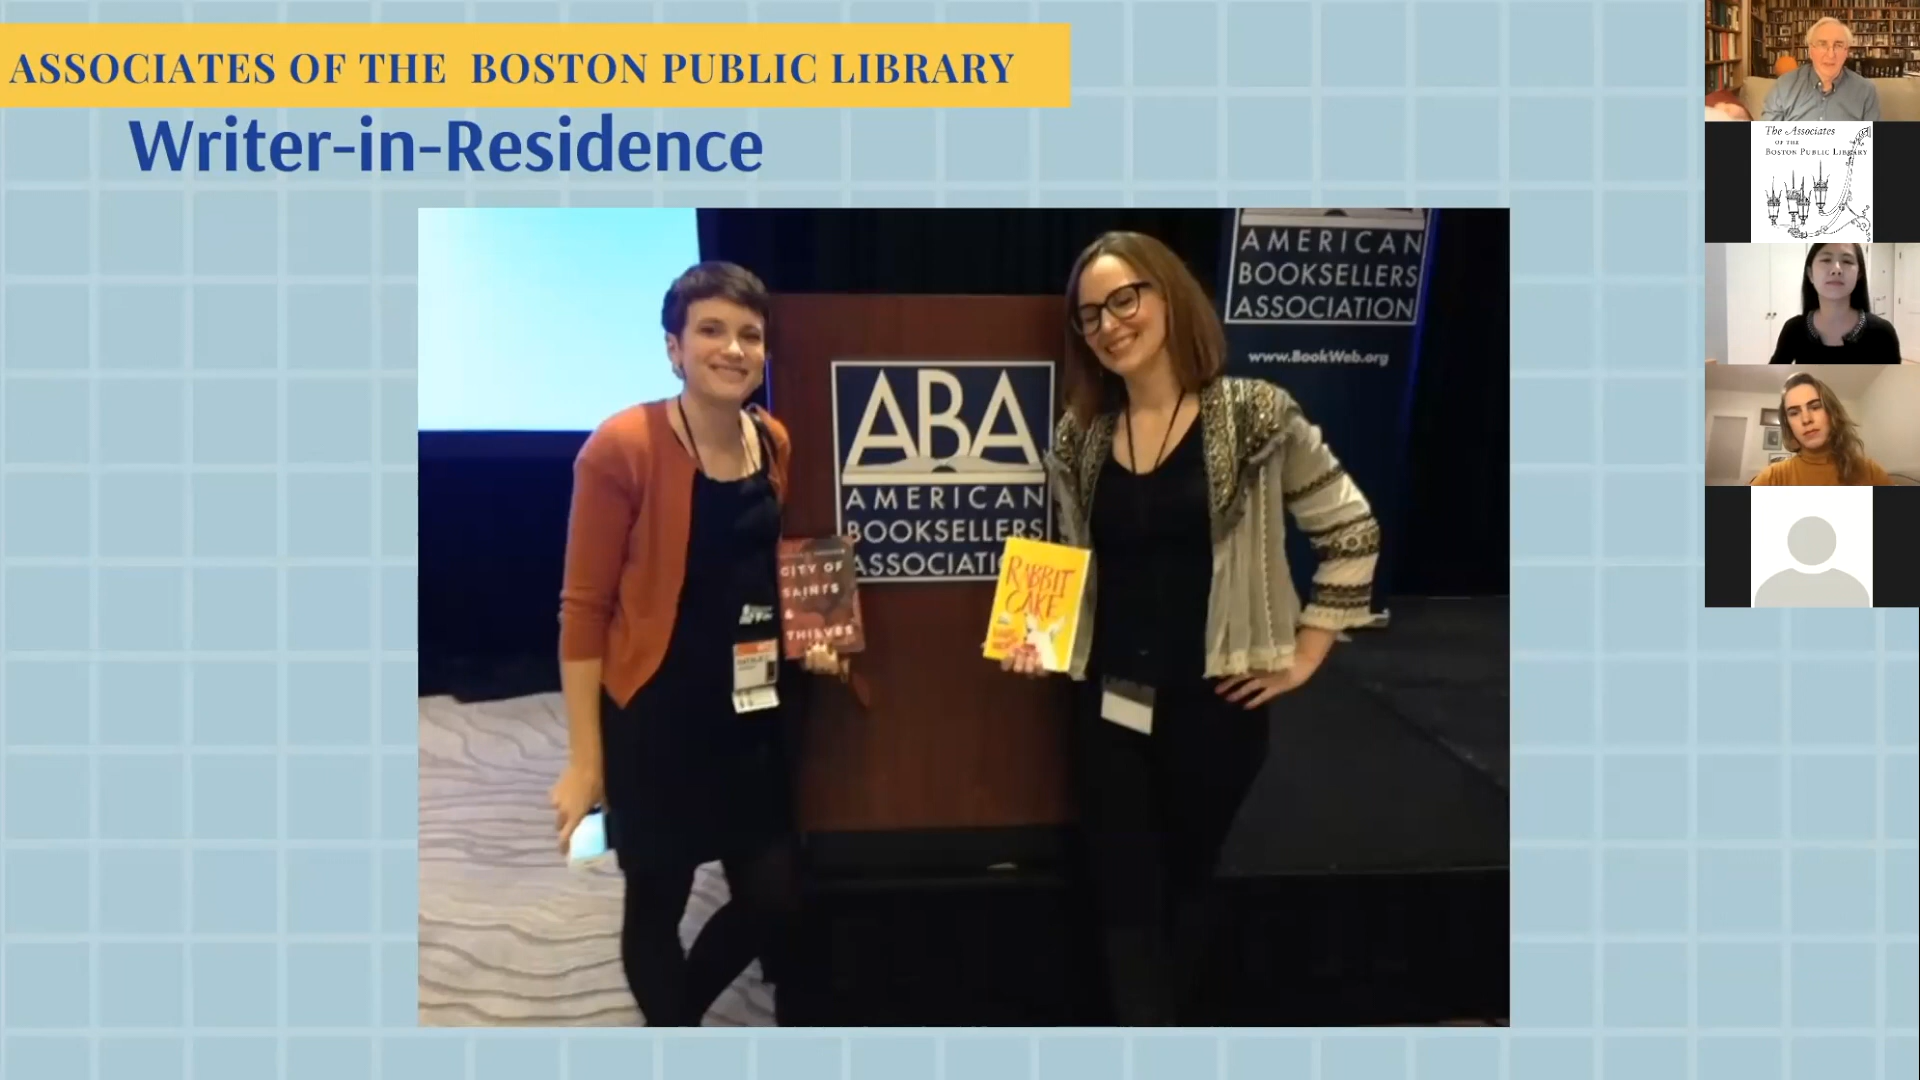 ASSOCIATES OF THE BOSTON PUBLIC LIBRARY
Writer-in-Residence
AMERICAN
BOOKSELLERS
ASSOCIATION
www.BookWeb.org
ABA
AMERICAN
BOOKSELLERS
ASSOCIATI
CITY OF
SAINTS
&
THIEVES
RABBIT
CAKE
The Associates
OF THE
BOSTON PUBLIC LIBRARY